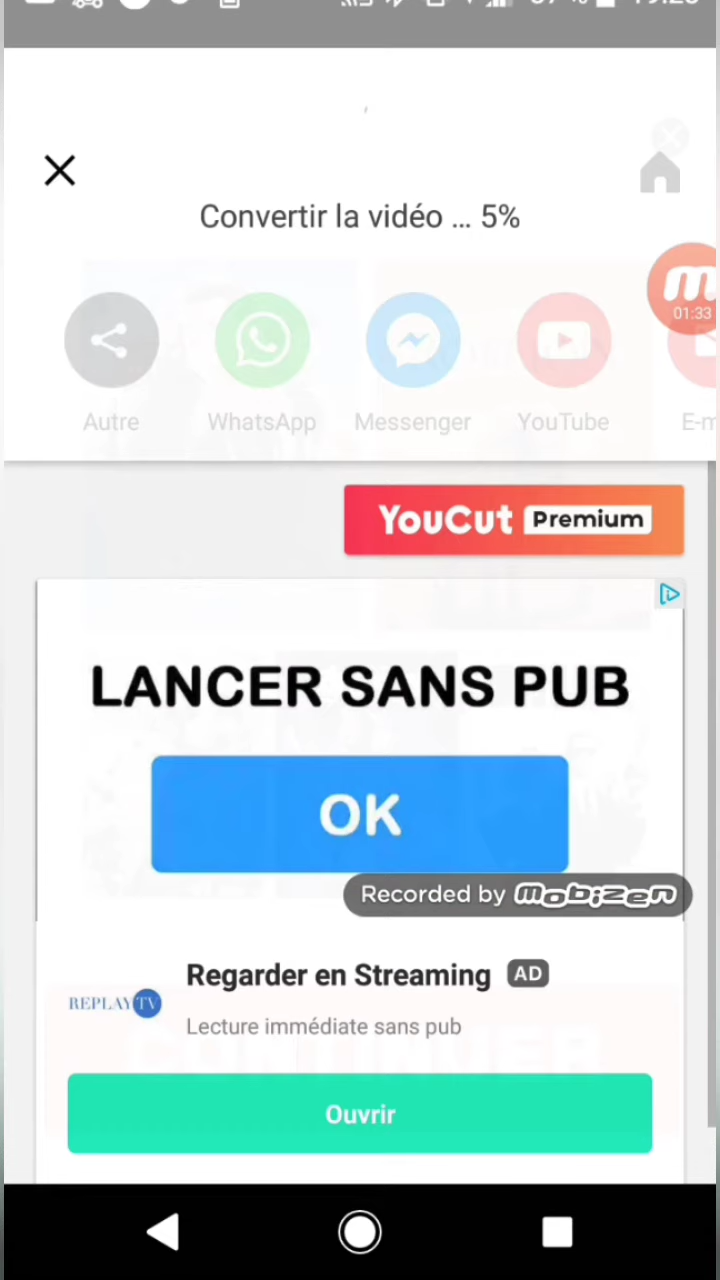 Convertir la vidéo ... 5%
m
01:33
Autre
WhatsApp
Messenger
YouTube
YouCut Premium
LANCER SANS PUB
OK
Recorded by mobizen
REPLAY TV
Regarder en Streaming AD
Lecture immédiate sans pub
CONTINUER
Ouvrir